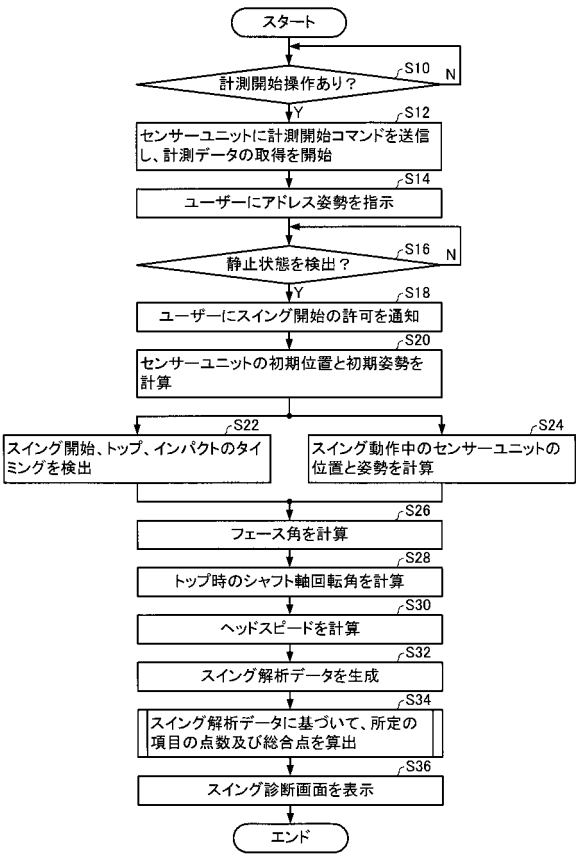 スタート
S10
計測開始操作あり?
N
Y
S12
センサーユニットに計測開始コマンドを送信
し、計測データの取得を開始
S14
ユーザーにアドレス姿勢を指示
S16
静止状態を検出?
N
Y
S18
ユーザーにスイング開始の許可を通知
S20
センサーユニットの初期位置と初期姿勢を
計算
S22
スイング開始、トップ、インパクトのタイ
ミングを検出
S24
スイング動作中のセンサーユニットの
位置と姿勢を計算
S26
フェース角を計算
S28
トップ時のシャフト軸回転角を計算
S30
ヘッドスピードを計算
S32
スイング解析データを生成
S34
スイング解析データに基づいて、所定の
項目の点数及び総合点を算出
S36
スイング診断画面を表示
エンド